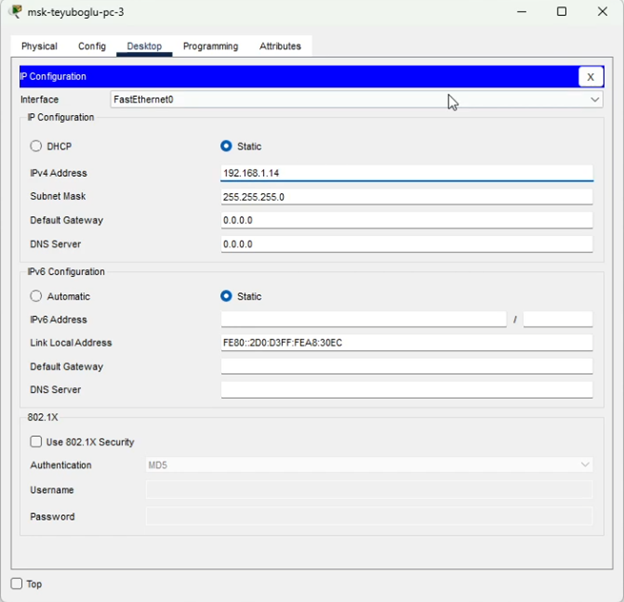 msk-teyuboglu-pc-3
Physical Config Desktop Programming Attributes
IP Configuration X
Interface FastEthernet0
IP Configuration
DHCP Static
IPv4 Address 192.168.1.14
Subnet Mask 255.255.255.0
Default Gateway 0.0.0.0
DNS Server 0.0.0.0
IPv6 Configuration
Automatic Static
IPv6 Address /
Link Local Address FE80::2D0:D3FF:FEA8:30EC
Default Gateway
DNS Server
802.1X
Use 802.1X Security
Authentication MD5
Username
Password
Top